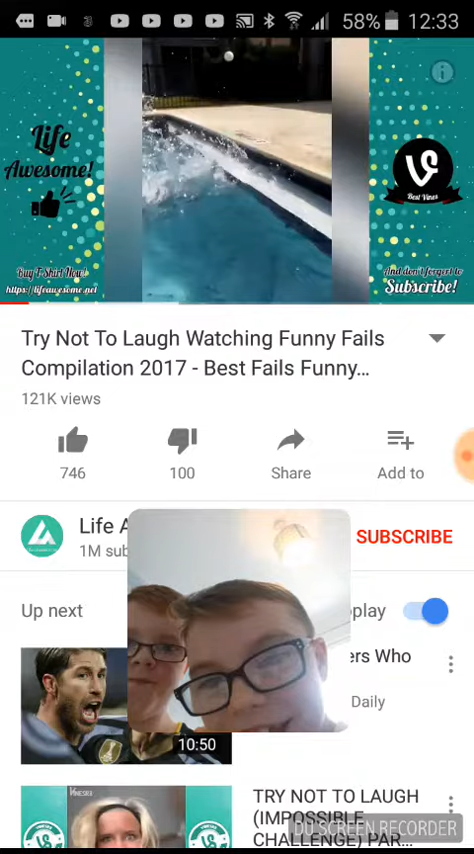 58% 12:33
Life
Awesome!
Buy T-Shirt Now!
https://lifeawesome.net
Best Vines
And don't forget to
Subscribe!
Try Not To Laugh Watching Funny Fails
Compilation 2017 - Best Fails Funny...
121K views
746
100
Share
Add to
Life A
1M sub
SUBSCRIBE
Up next
play
ers Who
Daily
10:50
TRY NOT TO LAUGH
(IMPOSSIBLE
CHALLENGE) PAR...
DU SCREEN RECORDER